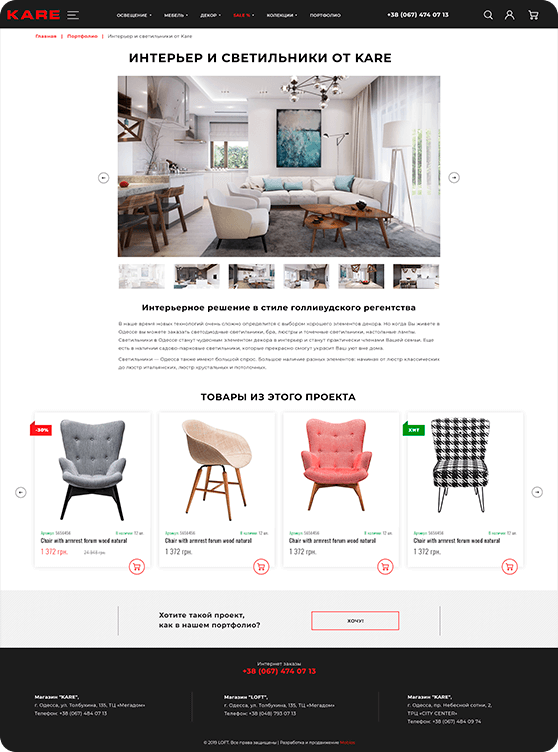 KARE
ОСВЕЩЕНИЕ МЕБЕЛЬ ДЕКОР SALE % КОЛЕКЦИИ ПОРТФОЛИО
+38 (067) 474 07 13
Главная | Портфолио | Интерьер и светильники от Kare
ИНТЕРЬЕР И СВЕТИЛЬНИКИ ОТ KARE
Интерьерное решение в стиле голливудского регентства
В наше время новых технологий очень сложно определится с выбором хорошего элементов декора. Но когда Вы живете в
Одессе вы можете заказать светодиодные светильники, бра, люстры и точечные светильники, настольные лампы.
Светильники в Одессе станут чудесным элементом декора в интерьер и станут практически членами Вашей семьи. Еще
есть в наличии садово-парковые светильники, которые прекрасно смогут украсит Ваш уют вне дома.
Светильники — Одесса также имеют большой спрос. Большое наличие разных элементов: начиная от люстр классических
до люстр итальянских, люстр хрустальных и потолочных.
ТОВАРЫ ИЗ ЭТОГО ПРОЕКТА
-30%
Артикул: 5656456 В наличии: 12 шт.
Chair with armrest forum wood natural
1 372 грн.
Артикул: 5656456 В наличии: 12 шт.
Chair with armrest forum wood natural
1 372 грн.
Артикул: 5656456 В наличии: 12 шт.
Chair with armrest forum wood natural
1 372 грн.
ХИТ
Артикул: 5656456 В наличии: 12 шт.
Chair with armrest forum wood natural
1 372 грн.
Хотите такой проект,
как в нашем портфолио?
ХОЧУ!
Интернет заказы
+38 (067) 474 07 13
Магазин "KARE",
г. Одесса, ул. Толбухина, 135, ТЦ «Мегадом»
Телефон: +38 (067) 484 07 13
Магазин "LOFT",
г. Одесса, ул. Толбухина, 135, ТЦ «Мегадом»
Телефон: +38 (048) 793 07 13
Магазин "KARE",
г. Одесса, пр. Небесной сотни, 2,
ТРЦ «CITY CENTER»
Телефон: +38 (067) 484 09 74
© 2019 LOFT. Все права защищены | Разработка и продвижение